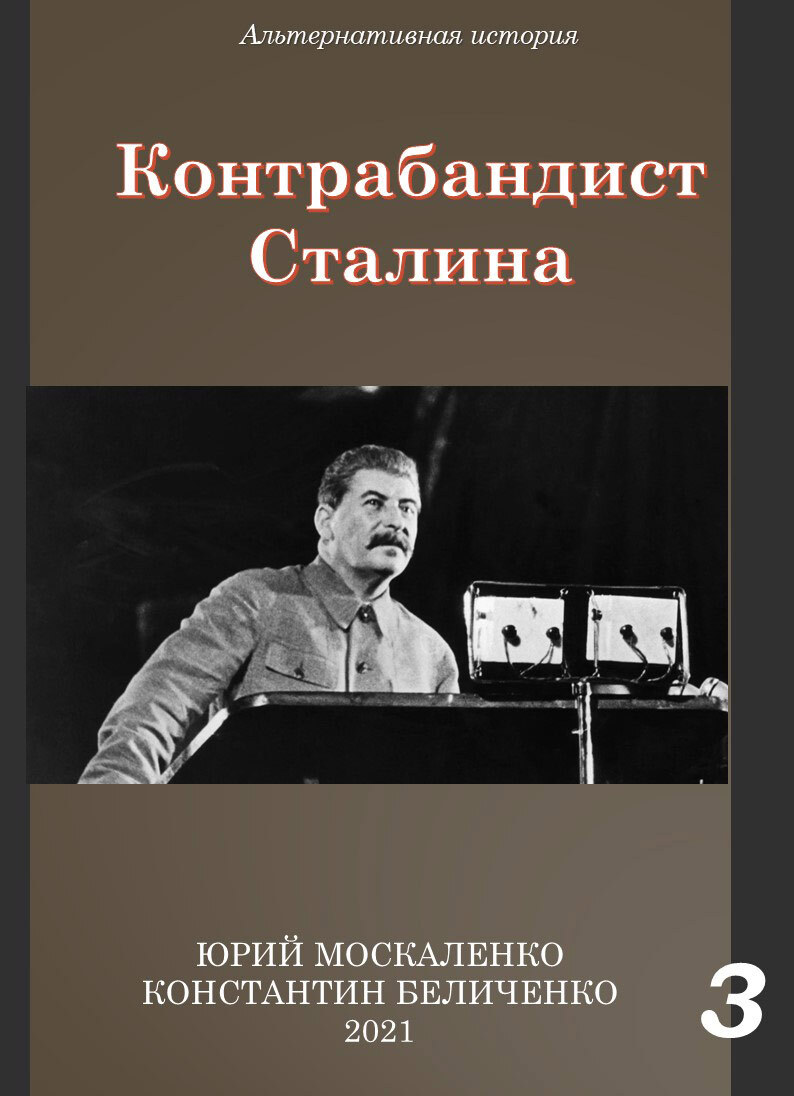 Альтернативная история
Контрабандист
Сталина
ЮРИЙ МОСКАЛЕНКО
КОНСТАНТИН БЕЛИЧЕНКО
2021
3